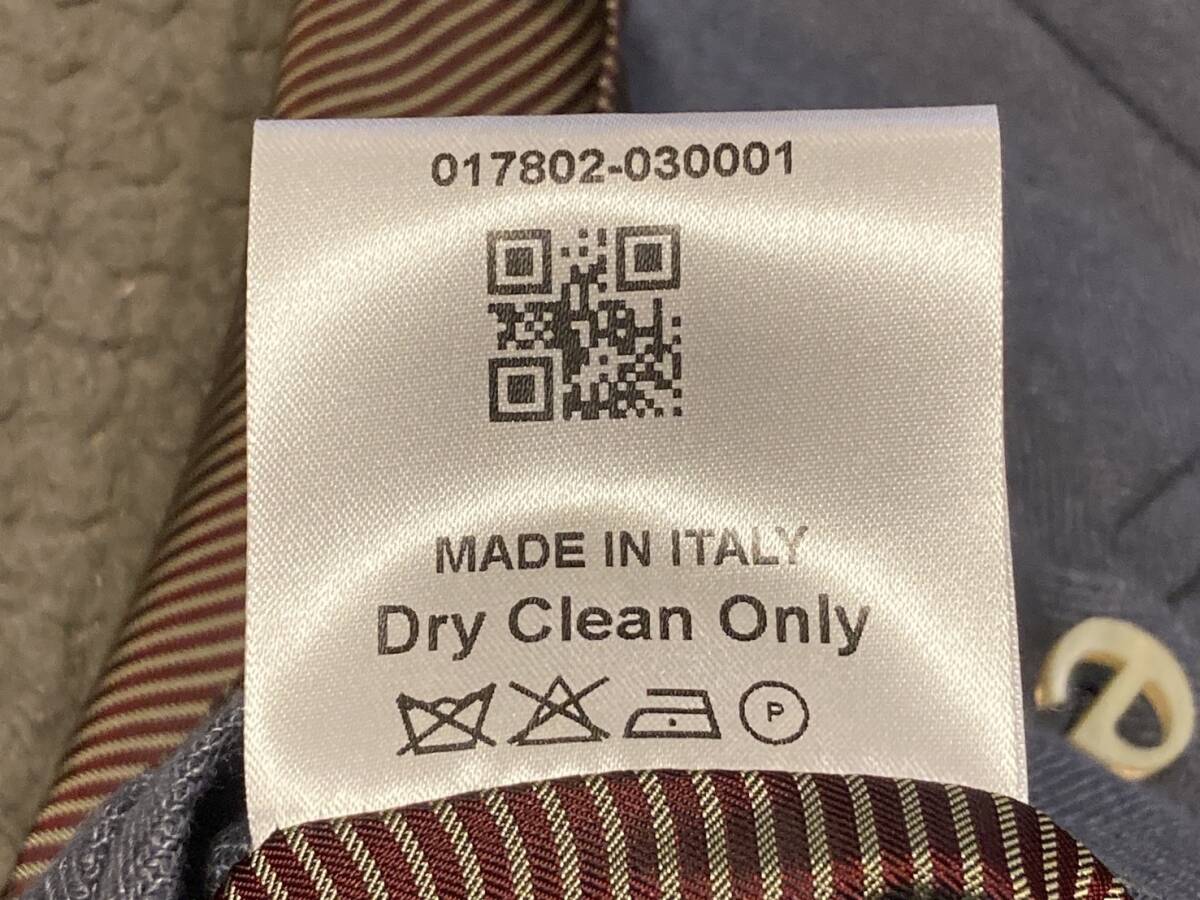 017802-030001
MADE IN ITALY
Dry Clean Only
P